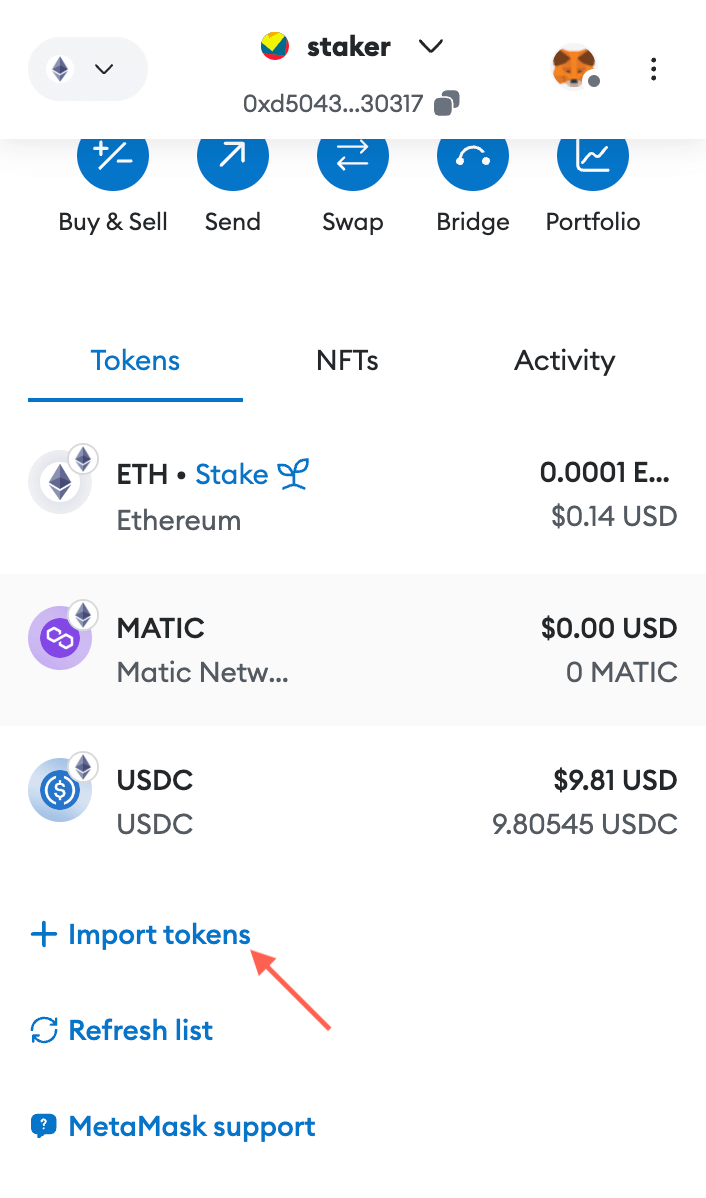 staker
0xd5043...30317
Buy & Sell Send Swap Bridge Portfolio
Tokens NFTs Activity
ETH • Stake 0.0001 E...
Ethereum $0.14 USD
MATIC $0.00 USD
Matic Netw... 0 MATIC
USDC $9.81 USD
USDC 9.80545 USDC
+ Import tokens
Refresh list
MetaMask support